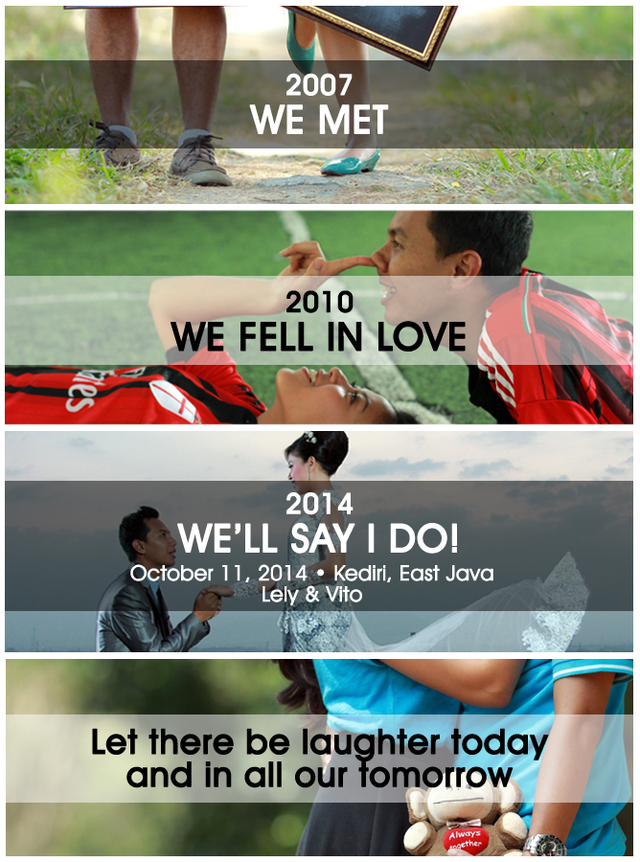 2007
WE MET
2010
WE FELL IN LOVE
2014
WE'LL SAY I DO!
October 11, 2014 • Kediri, East Java
Lely & Vito
Let there be laughter today
and in all our tomorrow
Always
together